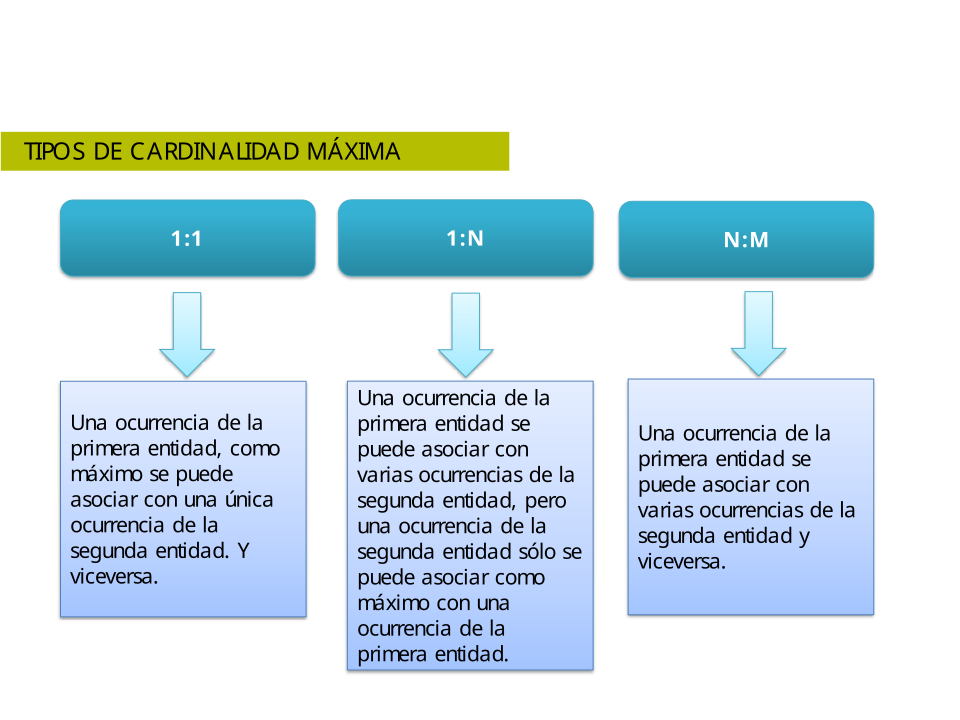 TIPOS DE CARDINALIDAD MÁXIMA
1:1
1:N
N:M
Una ocurrencia de la
primera entidad, como
máximo se puede
asociar con una única
ocurrencia de la
segunda entidad. Y
viceversa.
Una ocurrencia de la
primera entidad se
puede asociar con
varias ocurrencias de la
segunda entidad, pero
una ocurrencia de la
segunda entidad sólo se
puede asociar como
máximo con una
ocurrencia de la
primera entidad.
Una ocurrencia de la
primera entidad se
puede asociar con
varias ocurrencias de la
segunda entidad y
viceversa.